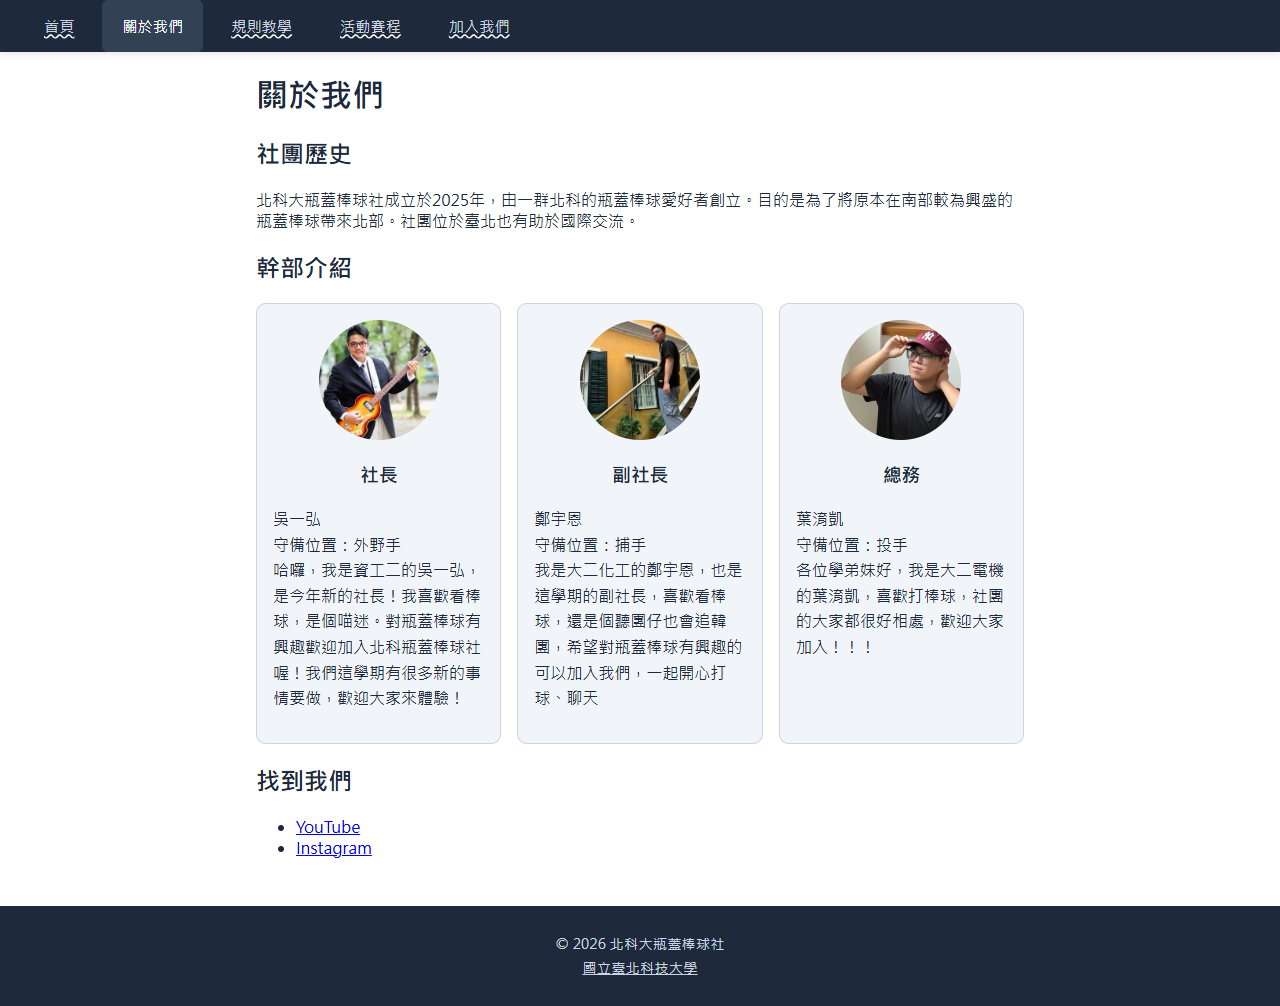 首頁 關於我們 規則教學 活動賽程 加入我們
關於我們
社團歷史
北科大瓶蓋棒球社成立於2025年，由一群北科的瓶蓋棒球愛好者創立。目的是為了將原本在南部較為興盛的
瓶蓋棒球帶來北部。社團位於臺北也有助於國際交流。
幹部介紹
社長
吳一弘
守備位置：外野手
哈囉，我是資工二的吳一弘，
是今年新的社長！我喜歡看棒
球，是個喵迷。對瓶蓋棒球有
興趣歡迎加入北科瓶蓋棒球社
喔！我們這學期有很多新的事
情要做，歡迎大家來體驗！
副社長
鄭宇恩
守備位置：捕手
我是大二化工的鄭宇恩，也是
這學期的副社長，喜歡看棒
球，還是個聽團仔也會追韓
團，希望對瓶蓋棒球有興趣的
可以加入我們，一起開心打
球、聊天
總務
葉淯凱
守備位置：投手
各位學弟妹好，我是大二電機
的葉淯凱，喜歡打棒球，社團
的大家都很好相處，歡迎大家
加入！！！
找到我們
YouTube
Instagram
© 2026 北科大瓶蓋棒球社
國立臺北科技大學